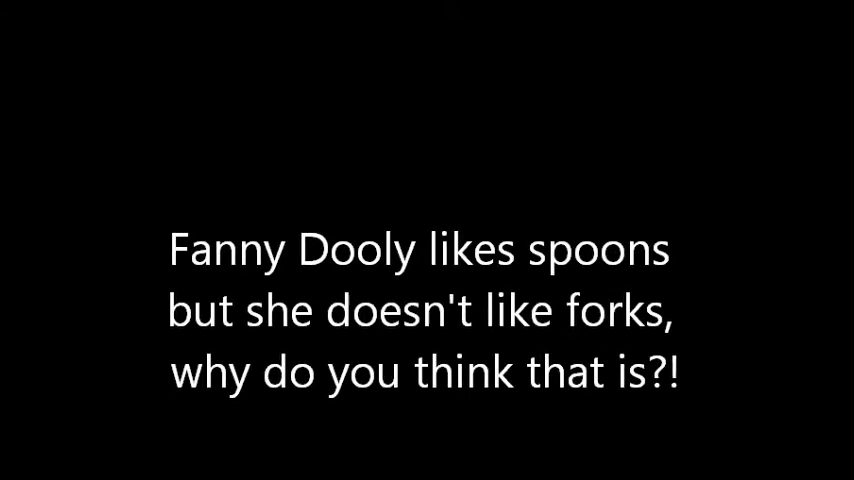 Fanny Dooly likes spoons
but she doesn't like forks,
why do you think that is?!